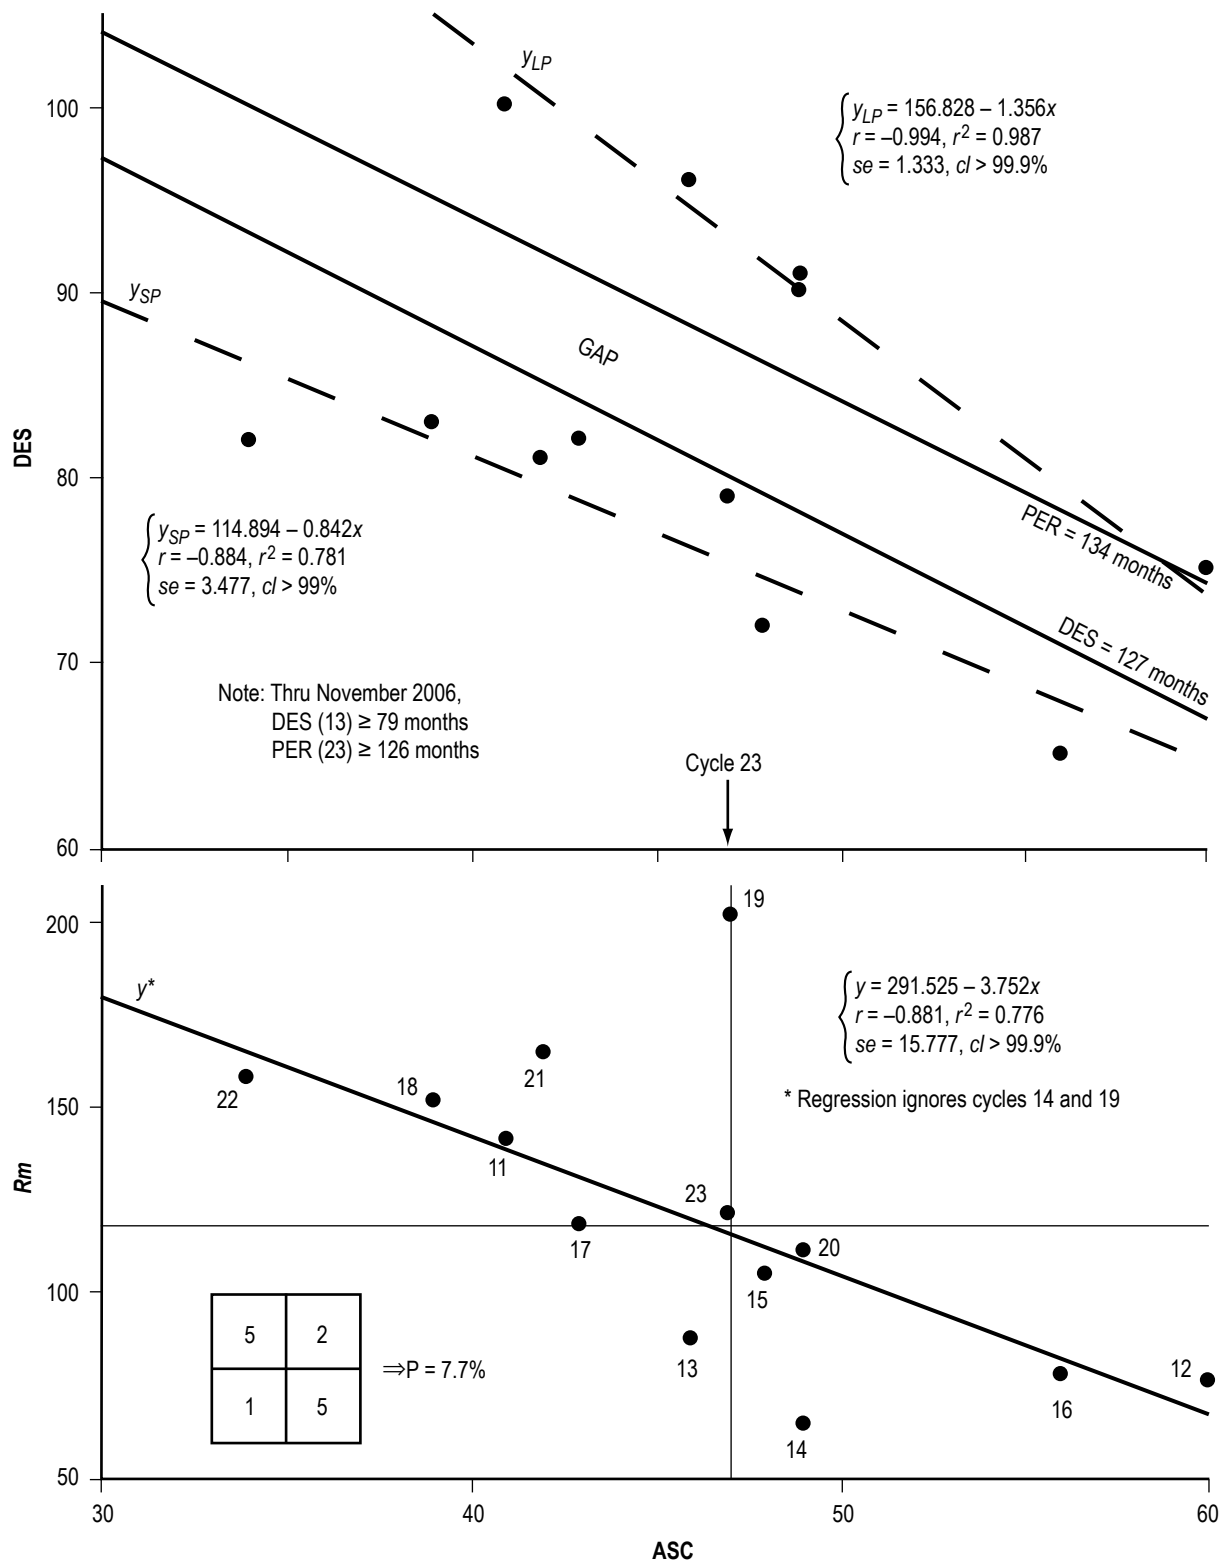 y_LP
y_LP = 156.828 – 1.356x
r = –0.994, r² = 0.987
se = 1.333, cl > 99.9%
100
90
y_SP
GAP
DES
80
y_SP = 114.894 – 0.842x
r = –0.884, r² = 0.781
se = 3.477, cl > 99%
PER = 134 months
DES = 127 months
70
Note: Thru November 2006,
DES (13) ≥ 79 months
PER (23) ≥ 126 months
Cycle 23
60
200
19
y*
y = 291.525 – 3.752x
r = –0.881, r² = 0.776
se = 15.777, cl > 99.9%
* Regression ignores cycles 14 and 19
22
18
21
150
11
Rm
23
17
20
15
100
13
12
16
14
5 2
1 5
⇒P = 7.7%
50
30 40 50 60
ASC